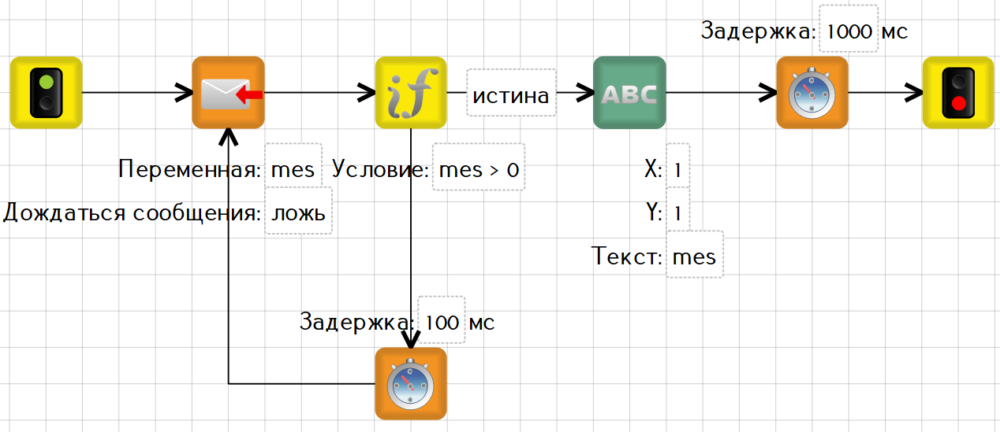 Задержка: 1000 мс
if
истина
ABC
Переменная: mes
Условие: mes > 0
X: 1
Дождаться сообщения: ложь
Y: 1
Текст: mes
Задержка: 100 мс